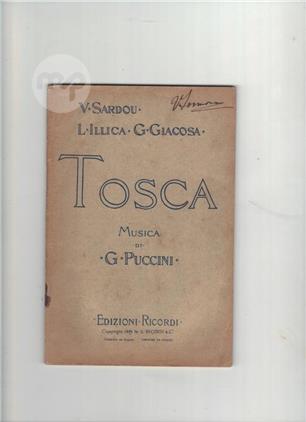 V·SARDOU·
L·ILLICA·G·GIACOSA·
TOSCA
MUSICA
DI
·G·PUCCINI·
·EDIZIONI·RICORDI·